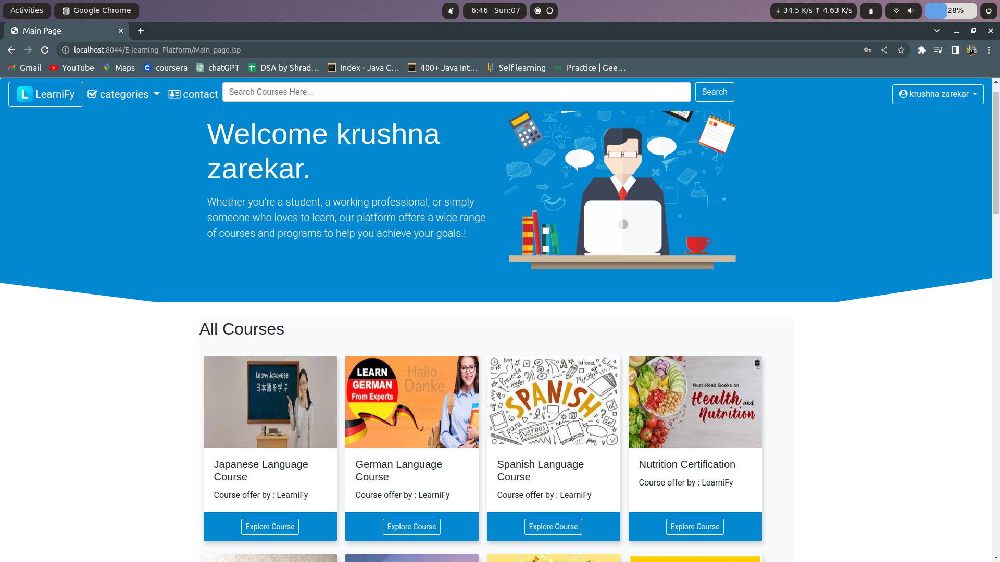 Activities
Google Chrome
6:46 Sun:07
↓ 34.5 K/s ↑ 4.63 K/s
28%
Main Page
localhost:8044/E-learning_Platform/Main_page.jsp
Gmail
YouTube
Maps
coursera
chatGPT
DSA by Shrad...
Index - Java C...
400+ Java Int...
Self learning
Practice | Gee...
LearniFy
categories
contact
Search Courses Here...
Search
krushna zarekar
Welcome krushna
zarekar.
Whether you're a student, a working professional, or simply
someone who loves to learn, our platform offers a wide range
of courses and programs to help you achieve your goals.!
All Courses
Learn Japanese
日本語を学ぶ
Japanese Language
Course
Course offer by : LearniFy
Explore Course
LEARN
GERMAN
From Experts
Hallo
Danke
German Language
Course
Course offer by : LearniFy
Explore Course
idioma
Futuro
Presente
Hola!
MUCHO
SPANISH
para
verbos
por
del
al
no
Spanish Language
Course
Course offer by : LearniFy
Explore Course
Must-Read Books on
Health and
Nutrition
Nutrition Certification
Course offer by : LearniFy
Explore Course